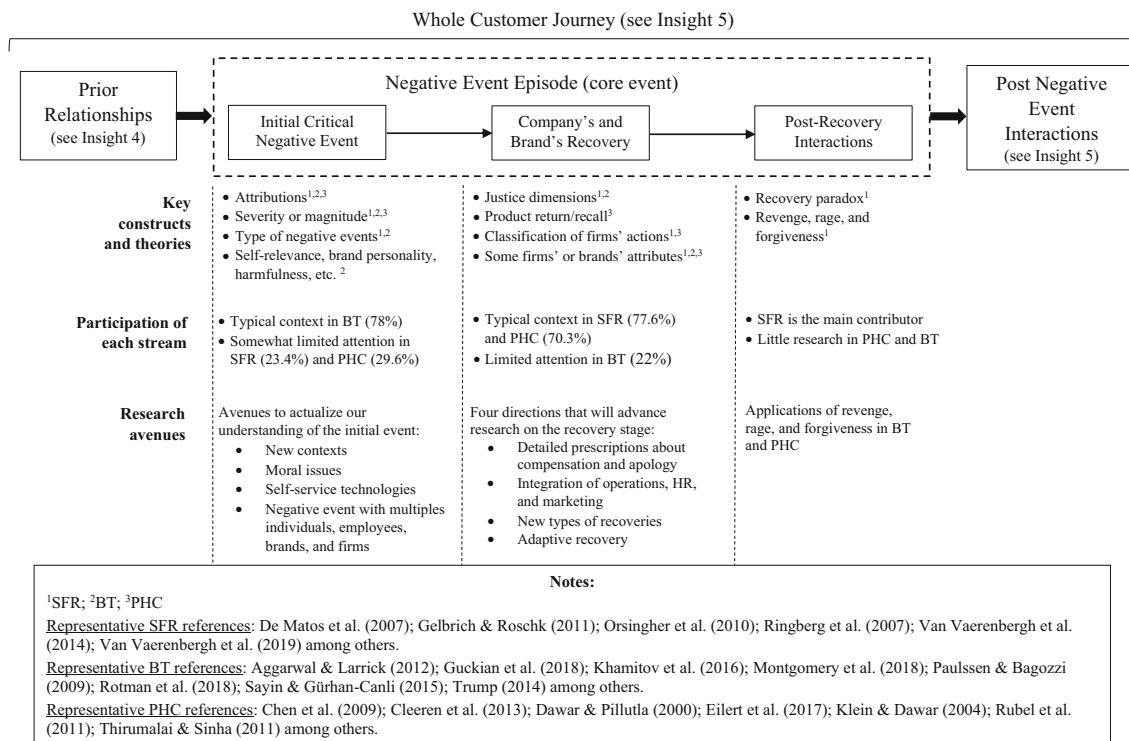 Whole Customer Journey (see Insight 5)
Prior
Relationships
(see Insight 4)
Negative Event Episode (core event)
Initial Critical
Negative Event
Company's and
Brand's Recovery
Post-Recovery
Interactions
Post Negative
Event
Interactions
(see Insight 5)
Key
constructs
and theories
• Attributions1,2,3
• Severity or magnitude1,2,3
• Type of negative events1,2
• Self-relevance, brand personality,
harmfulness, etc. 2
• Justice dimensions1,2
• Product return/recall3
• Classification of firms' actions1,3
• Some firms' or brands' attributes1,2,3
• Recovery paradox1
• Revenge, rage, and
forgiveness1
Participation of
each stream
• Typical context in BT (78%)
• Somewhat limited attention in
SFR (23.4%) and PHC (29.6%)
• Typical context in SFR (77.6%)
and PHC (70.3%)
• Limited attention in BT (22%)
• SFR is the main contributor
• Little research in PHC and BT
Research
avenues
Avenues to actualize our
understanding of the initial event:
• New contexts
• Moral issues
• Self-service technologies
• Negative event with multiples
individuals, employees,
brands, and firms
Four directions that will advance
research on the recovery stage:
• Detailed prescriptions about
compensation and apology
• Integration of operations, HR,
and marketing
• New types of recoveries
• Adaptive recovery
Applications of revenge,
rage, and forgiveness in BT
and PHC
Notes:
1SFR; 2BT; 3PHC
Representative SFR references: De Matos et al. (2007); Gelbrich & Roschk (2011); Orsingher et al. (2010); Ringberg et al. (2007); Van Vaerenbergh et al.
(2014); Van Vaerenbergh et al. (2019) among others.
Representative BT references: Aggarwal & Larrick (2012); Guckian et al. (2018); Khamitov et al. (2016); Montgomery et al. (2018); Paulssen & Bagozzi
(2009); Rotman et al. (2018); Sayin & Gürhan-Canli (2015); Trump (2014) among others.
Representative PHC references: Chen et al. (2009); Cleeren et al. (2013); Dawar & Pillutla (2000); Eilert et al. (2017); Klein & Dawar (2004); Rubel et al.
(2011); Thirumalai & Sinha (2011) among others.